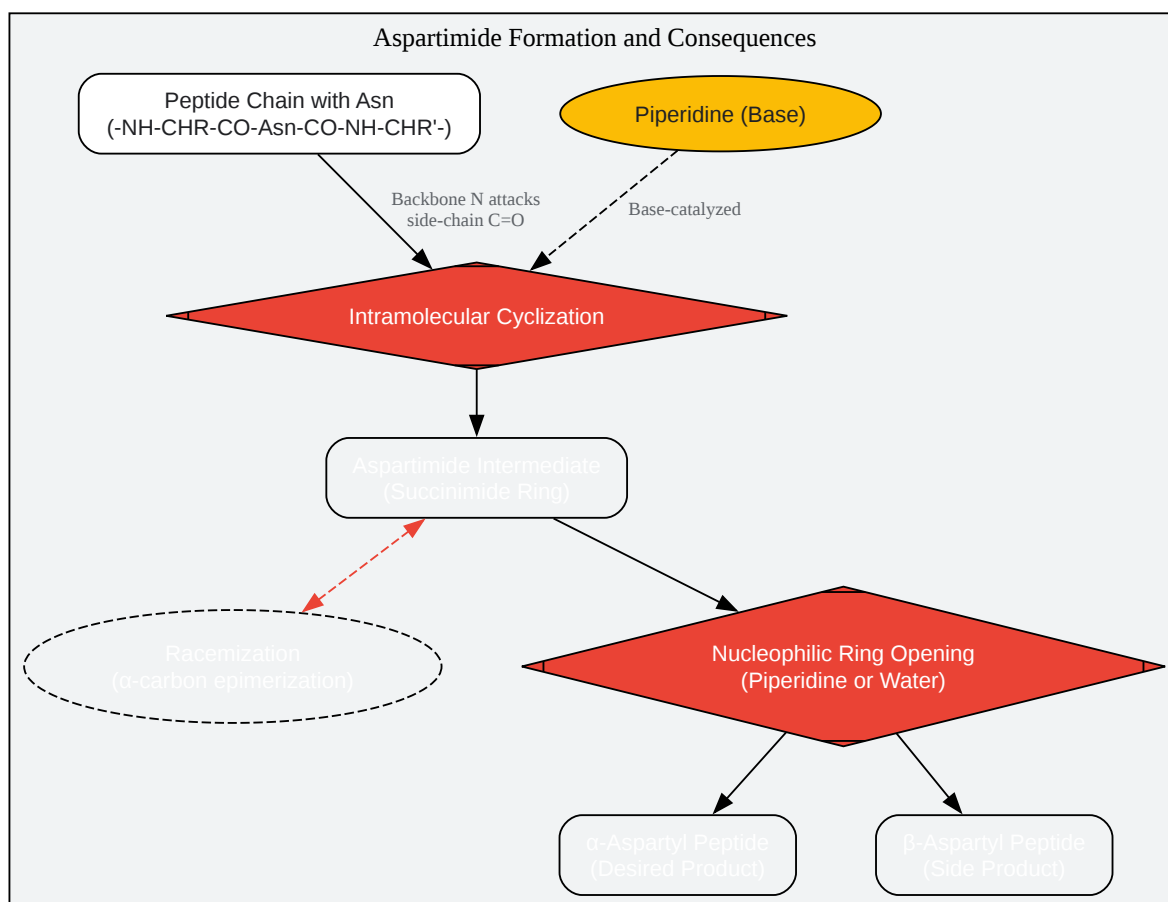 Aspartimide Formation and Consequences
Peptide Chain with Asn
(-NH-CHR-CO-Asn-CO-NH-CHR'-)
Piperidine (Base)
Backbone N attacks
side-chain C=O
Base-catalyzed
Intramolecular Cyclization
Aspartimide Intermediate
(Succinimide Ring)
Racemization
(α-carbon epimerization)
Nucleophilic Ring Opening
(Piperidine or Water)
α-Aspartyl Peptide
(Desired Product)
β-Aspartyl Peptide
(Side Product)